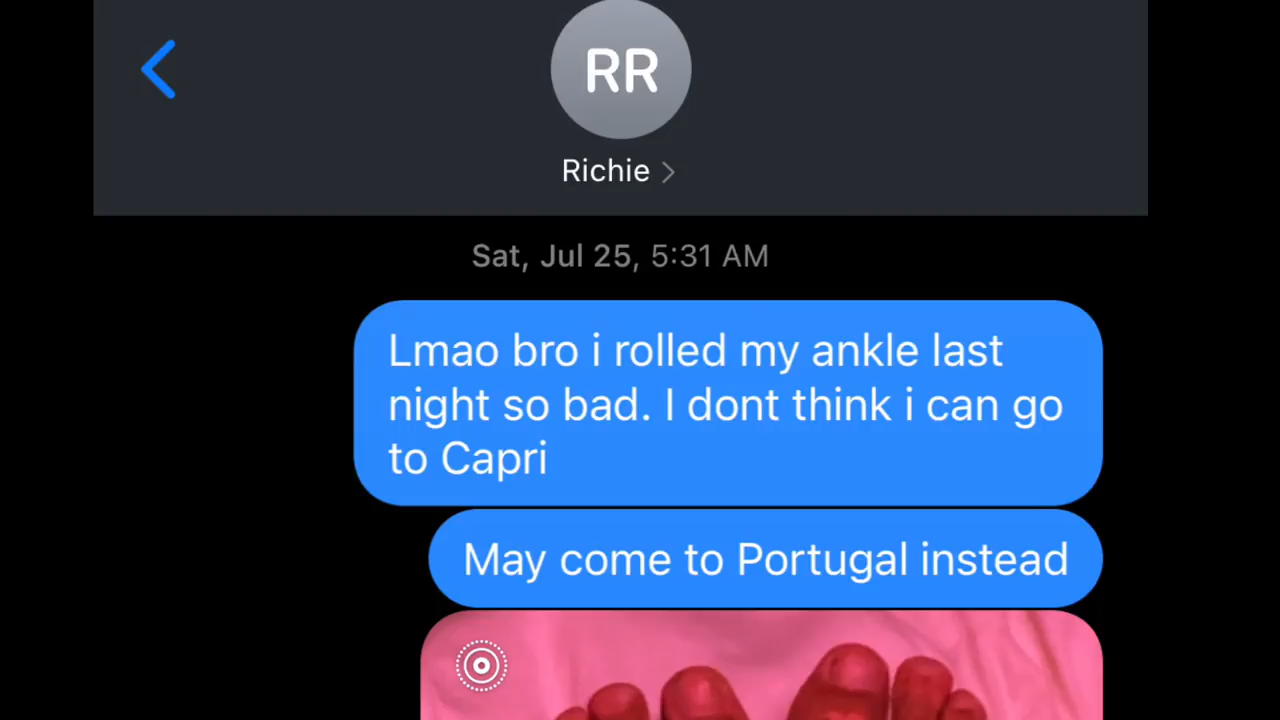 RR
Richie
Sat, Jul 25, 5:31 AM
Lmao bro i rolled my ankle last
night so bad. I dont think i can go
to Capri
May come to Portugal instead